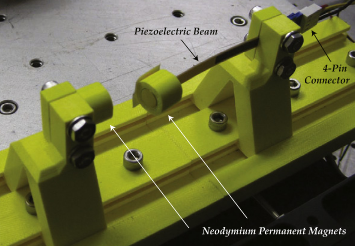 Piezoelectric Beam
4-Pin
Connector
Neodymium Permanent Magnets